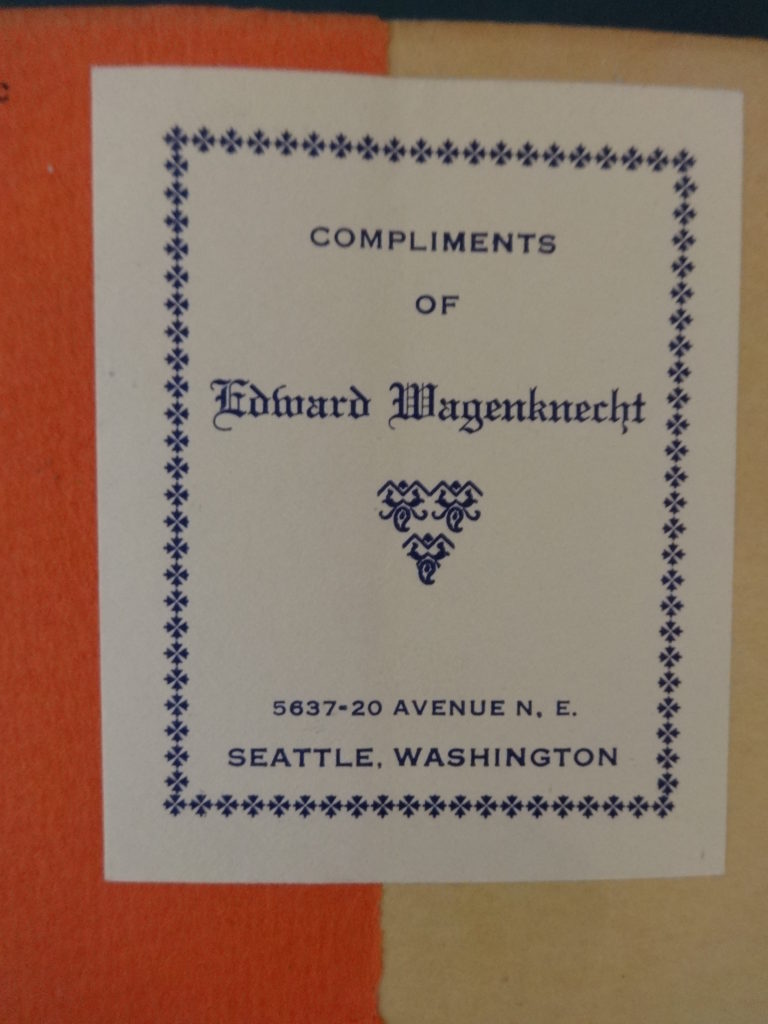 COMPLIMENTS
OF
Edward Wagenknecht
5637-20 AVENUE N. E.
SEATTLE, WASHINGTON